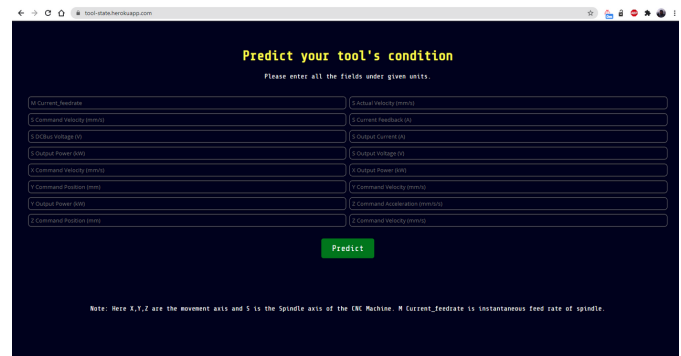 tool-state.herokuapp.com
Predict your tool's condition
Please enter all the fields under given units.
M Current_feedrate
S Actual Velocity (mm/s)
S Command Velocity (mm/s)
S Current Feedback (A)
S DCBus Voltage (V)
S Output Current (A)
S Output Power (kW)
S Output Voltage (V)
X Command Velocity (mm/s)
X Output Power (kW)
Y Command Position (mm)
Y Command Velocity (mm/s)
Y Output Power (kW)
Z Command Acceleration (mm/s/s)
Z Command Position (mm)
Z Command Velocity (mm/s)
Predict
Note: Here X,Y,Z are the movement axis and S is the Spindle axis of the CNC Machine. M Current_feedrate is instantaneous feed rate of spindle.